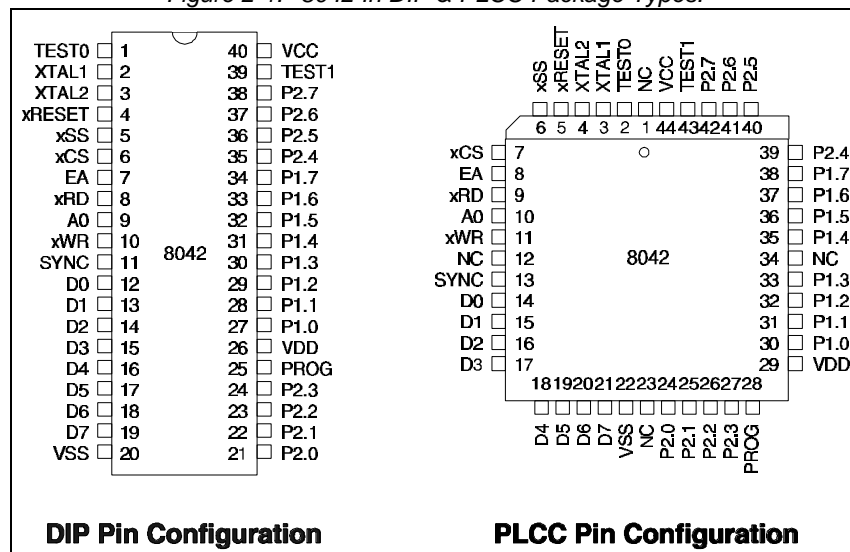 Figure 2-1. 8042 in DIP & PLCC Package Types.
TEST0 1 40 VCC
XTAL1 2 39 TEST1
XTAL2 3 38 P2.7
xRESET 4 37 P2.6
xSS 5 36 P2.5
xCS 6 35 P2.4
EA 7 34 P1.7
xRD 8 33 P1.6
A0 9 32 P1.5
xWR 10 31 P1.4
SYNC 11 30 P1.3
D0 12 29 P1.2
D1 13 28 P1.1
D2 14 27 P1.0
D3 15 26 VDD
D4 16 25 PROG
D5 17 24 P2.3
D6 18 23 P2.2
D7 19 22 P2.1
VSS 20 21 P2.0
8042
DIP Pin Configuration
xSS xRESET XTAL2 XTAL1 TEST0 NC VCC TEST1 P2.7 P2.6 P2.5
6 5 4 3 2 1 44 43 42 41 40
xCS 7 39 P2.4
EA 8 38 P1.7
xRD 9 37 P1.6
A0 10 36 P1.5
xWR 11 35 P1.4
NC 12 34 NC
SYNC 13 33 P1.3
D0 14 32 P1.2
D1 15 31 P1.1
D2 16 30 P1.0
D3 17 29 VDD
8042
18 19 20 21 22 23 24 25 26 27 28
D4 D5 D6 D7 VSS NC P2.0 P2.1 P2.2 P2.3 PROG
PLCC Pin Configuration